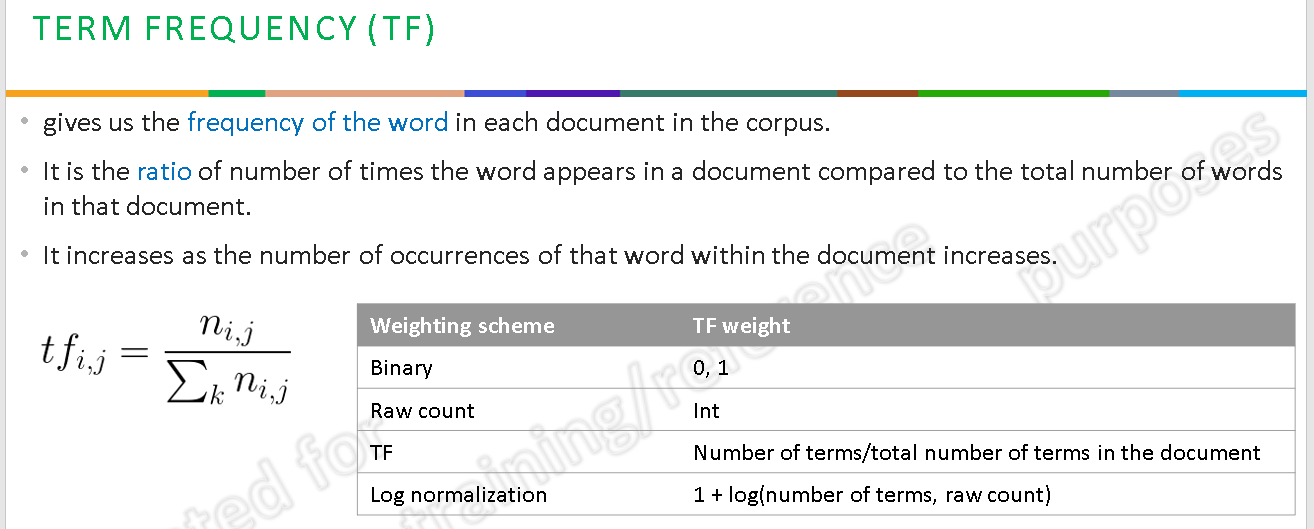 TERM FREQUENCY (TF)
• gives us the frequency of the word in each document in the corpus.
• It is the ratio of number of times the word appears in a document compared to the total number of words
in that document.
• It increases as the number of occurrences of that word within the document increases.
tf_{i,j} = \frac{n_{i,j}}{\sum_k n_{i,j}}
Weighting scheme TF weight
Binary 0, 1
Raw count Int
TF Number of terms/total number of terms in the document
Log normalization 1 + log(number of terms, raw count)
for
training/reference
purposes